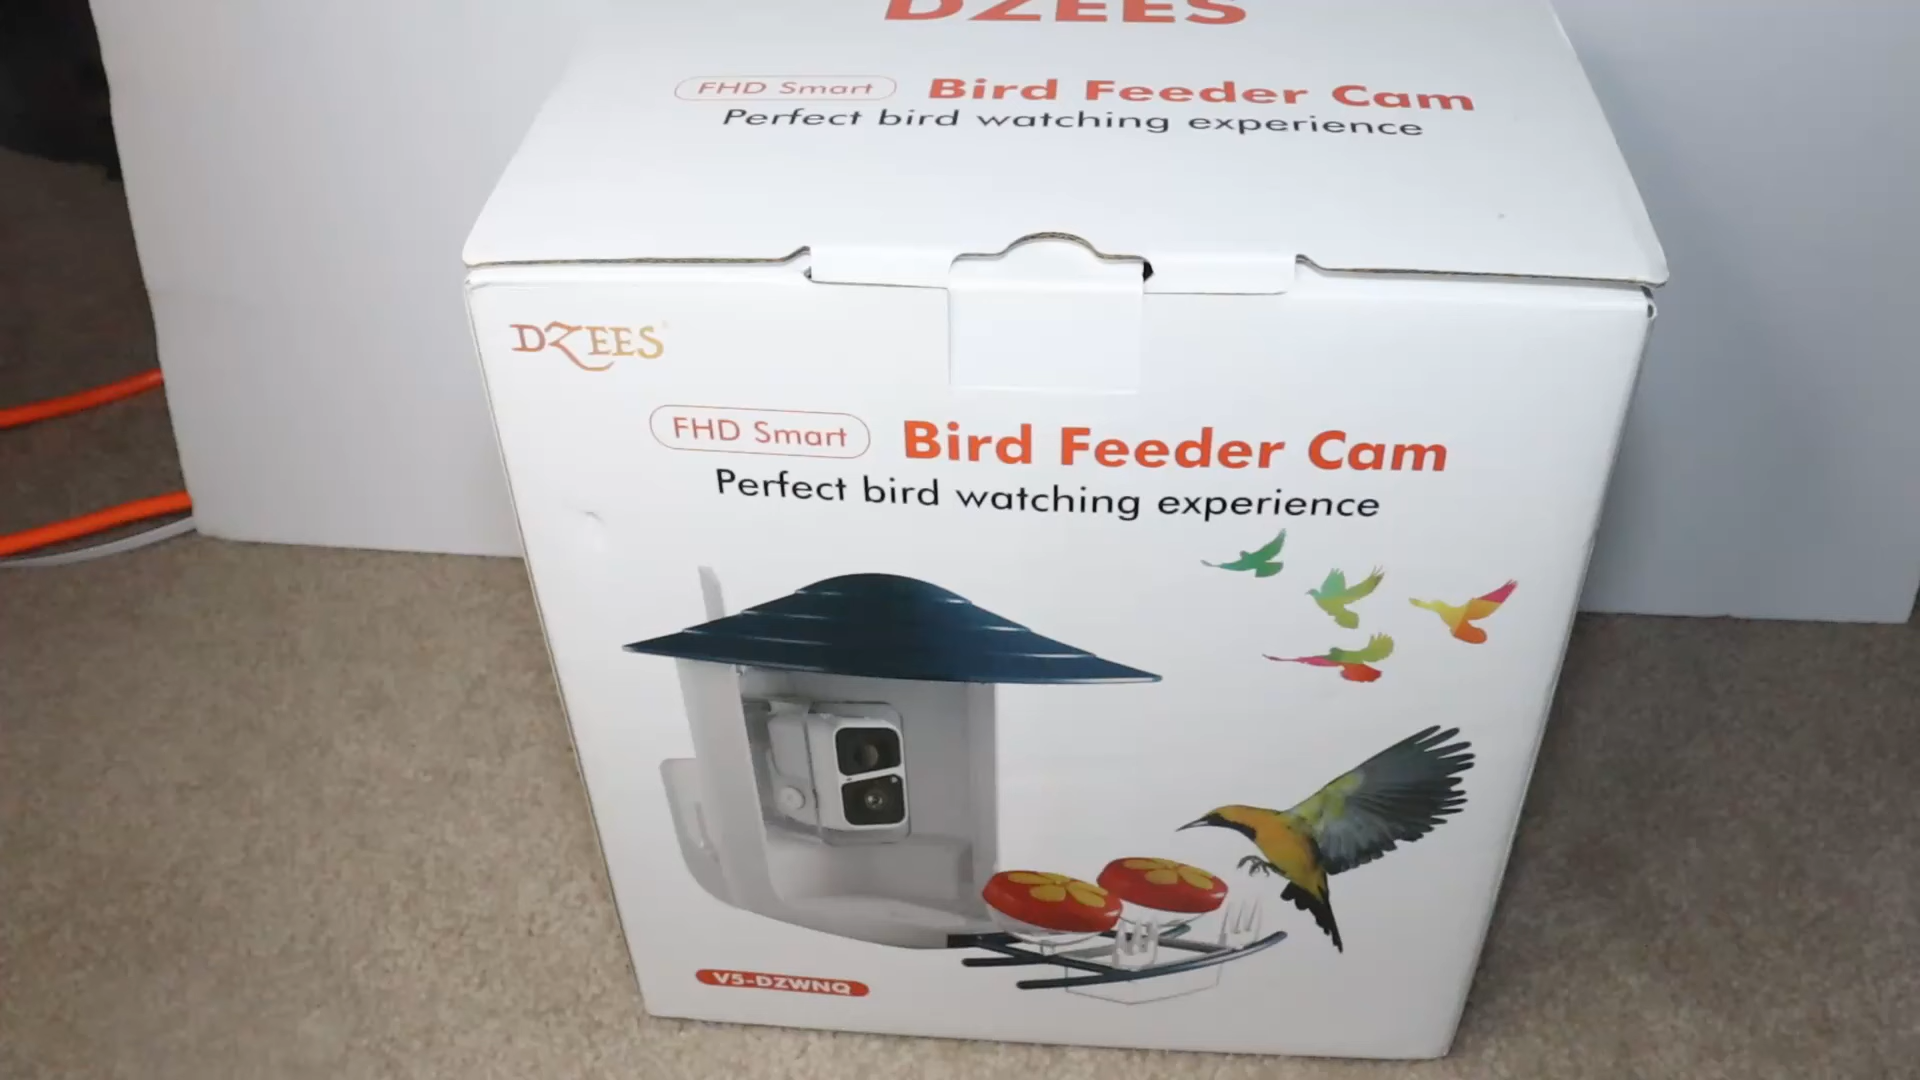 DZEES
FHD Smart Bird Feeder Cam
Perfect bird watching experience
DZEES
FHD Smart Bird Feeder Cam
Perfect bird watching experience
V5-DZWNQ